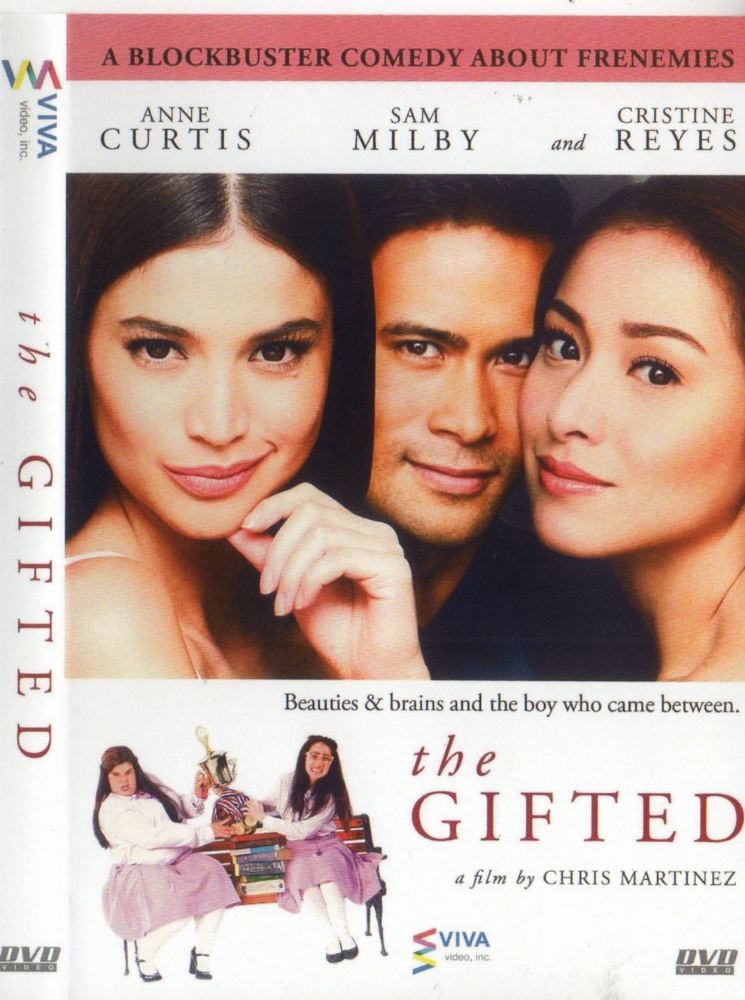 A BLOCKBUSTER COMEDY ABOUT FRENEMIES
ANNE
CURTIS
SAM
MILBY
and
CRISTINE
REYES
Beauties & brains and the boy who came between.
the
GIFTED
a film by CHRIS MARTINEZ
VIVA
video, inc.
DVD
VIDEO
VIVA
video, inc.
the GIFTED
DVD
VIDEO